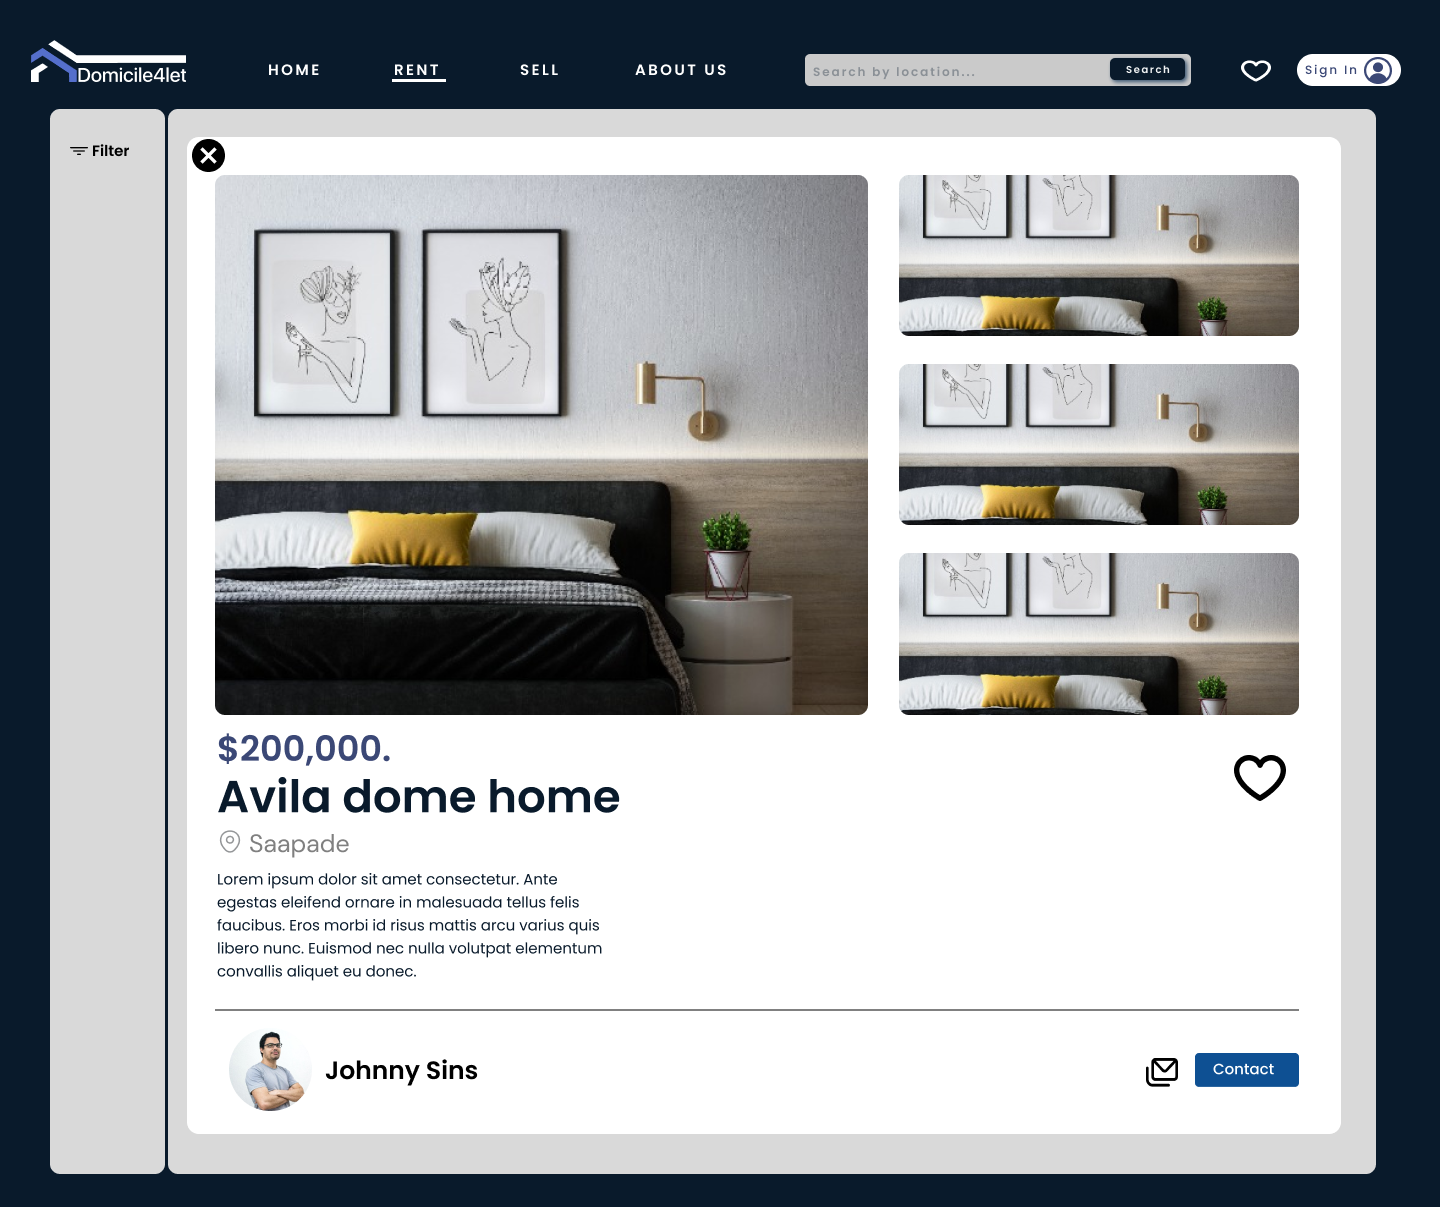 Domicile4let
HOME
RENT
SELL
ABOUT US
Search by location...
Search
Sign In
Filter
$200,000.
Avila dome home
Saapade
Lorem ipsum dolor sit amet consectetur. Ante
egestas eleifend ornare in malesuada tellus felis
faucibus. Eros morbi id risus mattis arcu varius quis
libero nunc. Euismod nec nulla volutpat elementum
convallis aliquet eu donec.
Johnny Sins
Contact